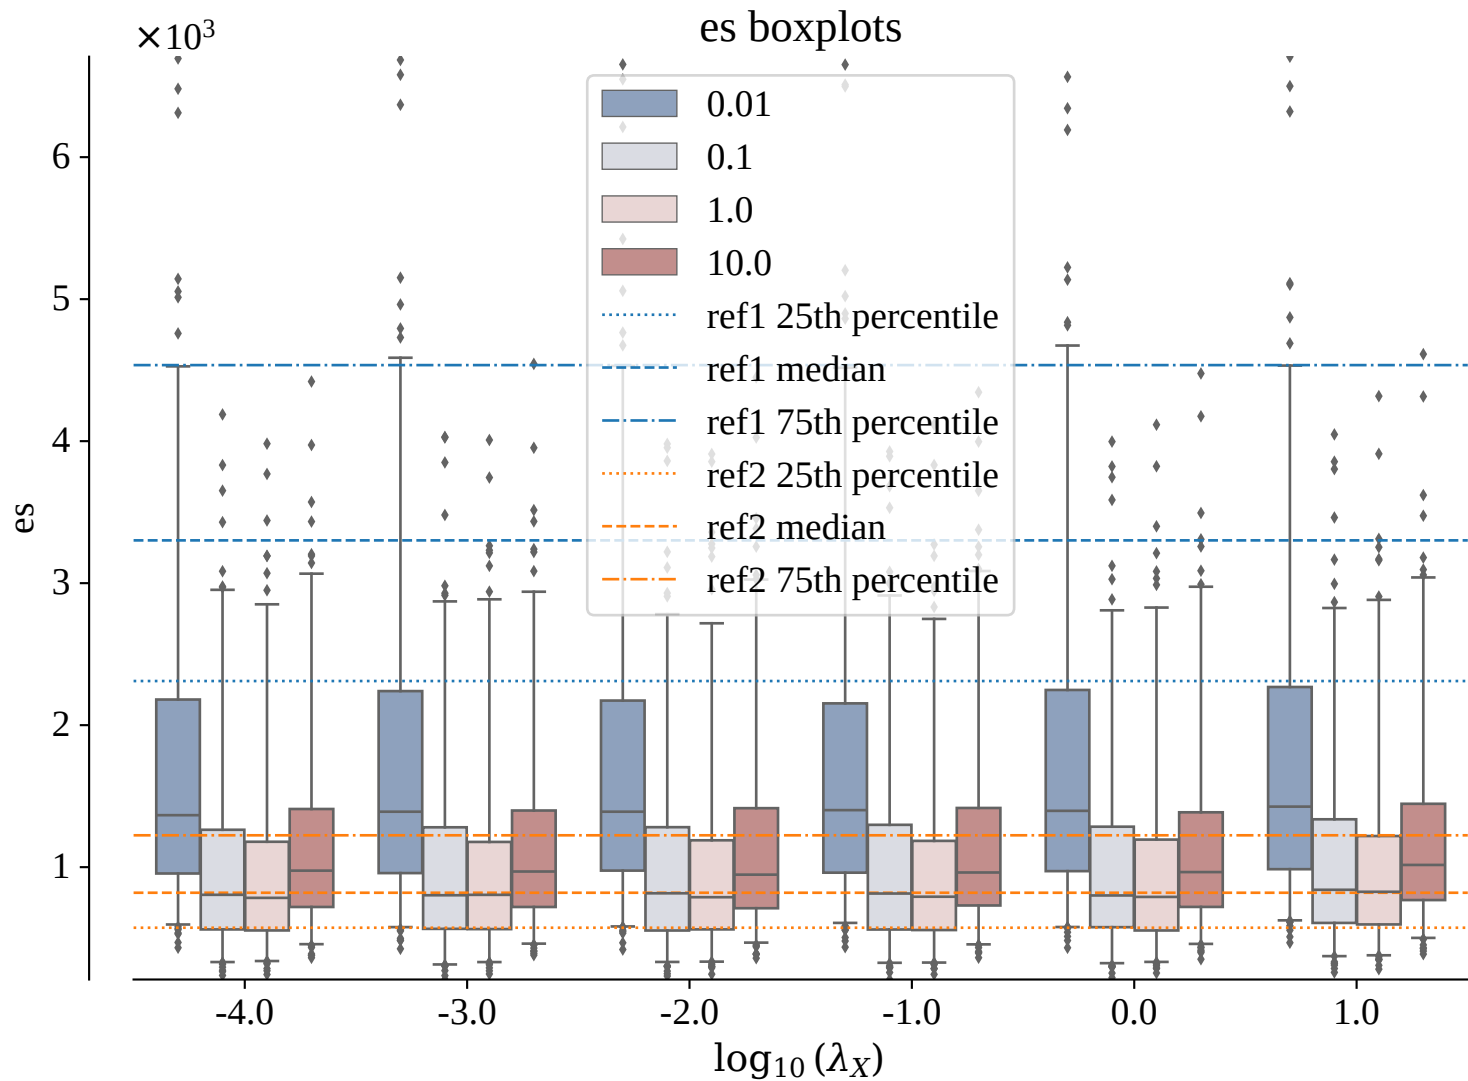 es boxplots
×10³
0.01
0.1
1.0
10.0
ref1 25th percentile
ref1 median
ref1 75th percentile
ref2 25th percentile
ref2 median
ref2 75th percentile
6
5
4
3
2
1
es
-4.0 -3.0 -2.0 -1.0 0.0 1.0
log₁₀ (λ_X)